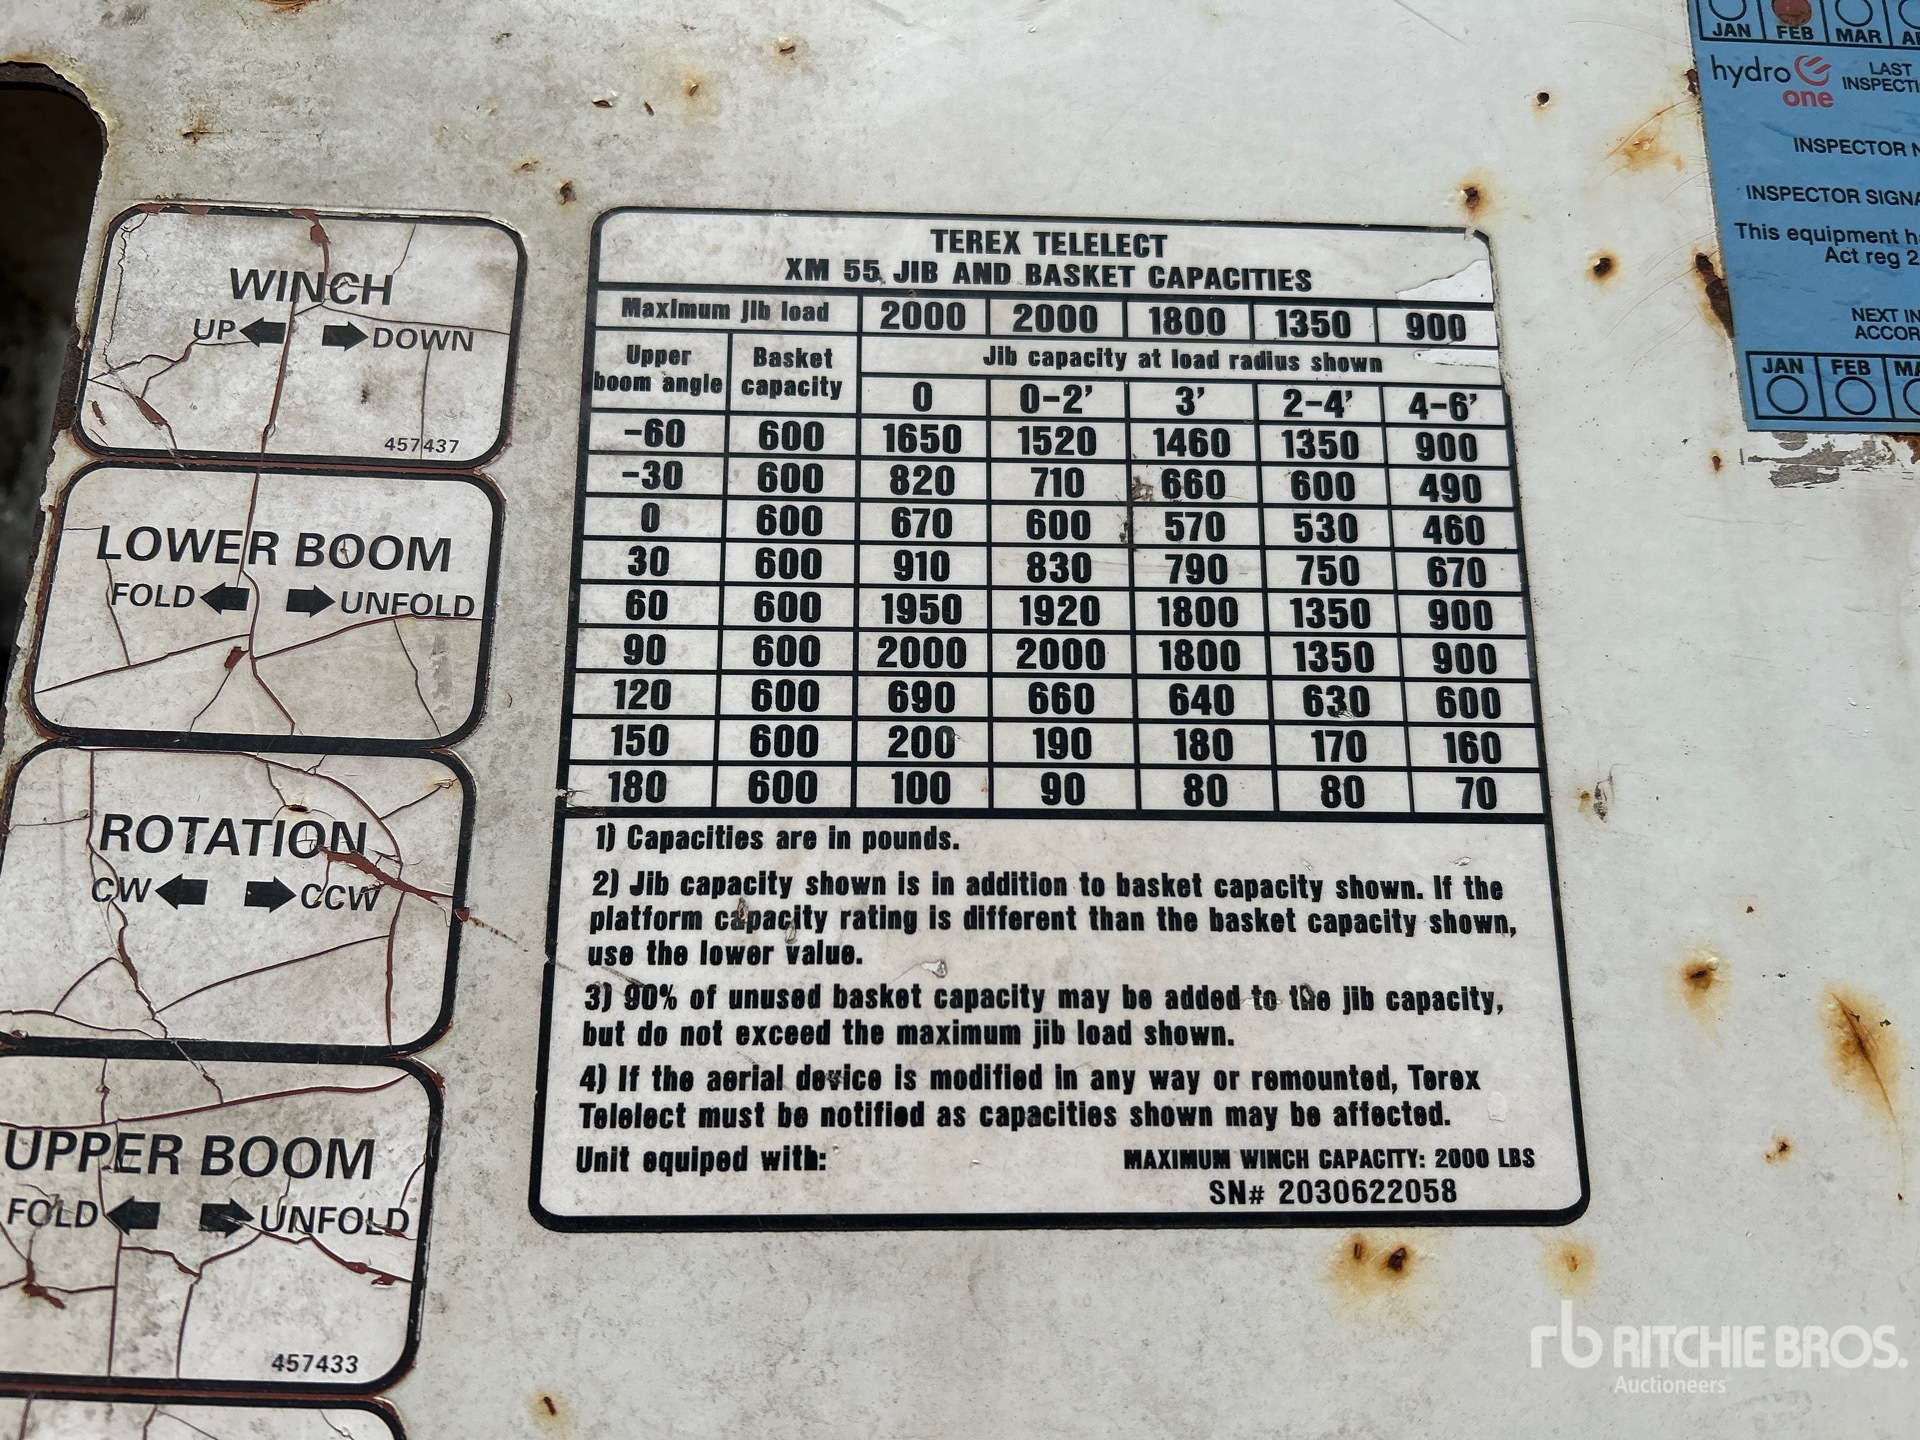 JAN FEB MAR
hydro one
LAST
INSPECTOR
INSPECTOR
This equipment
Act reg
NEXT
JAN FEB
WINCH
UP DOWN
457437
LOWER BOOM
FOLD UNFOLD
ROTATION
CW CCW
UPPER BOOM
FOLD UNFOLD
457433
TEREX TELELECT
XM 55 JIB AND BASKET CAPACITIES
Maximum jib load 2000 2000 1800 1350 900
Upper boom angle Basket capacity Jib capacity at load radius shown
0 0-2' 3' 2-4' 4-6'
-60 600 1650 1520 1460 1350 900
-30 600 820 710 660 600 490
0 600 670 600 570 530 460
30 600 910 830 790 750 670
60 600 1950 1920 1800 1350 900
90 600 2000 2000 1800 1350 900
120 600 690 660 640 630 600
150 600 200 190 180 170 160
180 600 100 90 80 80 70
1) Capacities are in pounds.
2) Jib capacity shown is in addition to basket capacity shown. If the
platform capacity rating is different than the basket capacity shown,
use the lower value.
3) 90% of unused basket capacity may be added to the jib capacity,
but do not exceed the maximum jib load shown.
4) If the aerial device is modified in any way or remounted, Terex
Telelect must be notified as capacities shown may be affected.
Unit equiped with: MAXIMUM WINCH CAPACITY: 2000 LBS
SN# 2030622058
rb RITCHIE BROS.
Auctioneers